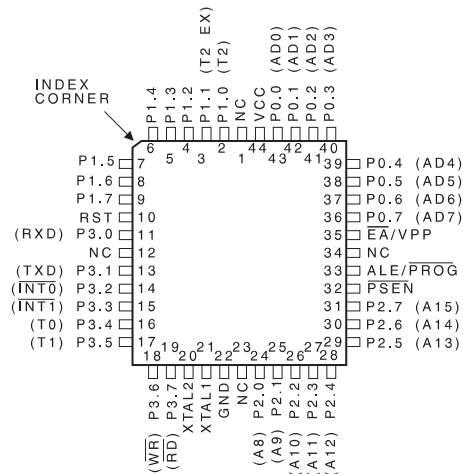 INDEX
CORNER
P1.4
P1.3
P1.2
P1.1 (T2 EX)
P1.0 (T2)
NC
VCC
P0.0 (AD0)
P0.1 (AD1)
P0.2 (AD2)
P0.3 (AD3)
6
5
4
3
2
1
44
43
42
41
40
P1.5 7
P1.6 8
P1.7 9
RST 10
(RXD) P3.0 11
NC 12
(TXD) P3.1 13
(INT0) P3.2 14
(INT1) P3.3 15
(T0) P3.4 16
(T1) P3.5 17
39 P0.4 (AD4)
38 P0.5 (AD5)
37 P0.6 (AD6)
36 P0.7 (AD7)
35 EA/VPP
34 NC
33 ALE/PROG
32 PSEN
31 P2.7 (A15)
30 P2.6 (A14)
29 P2.5 (A13)
18
19
20
21
22
23
24
25
26
27
28
(WR) P3.6
(RD) P3.7
XTAL2
XTAL1
GND
NC
(A8) P2.0
(A9) P2.1
(A10) P2.2
(A11) P2.3
(A12) P2.4